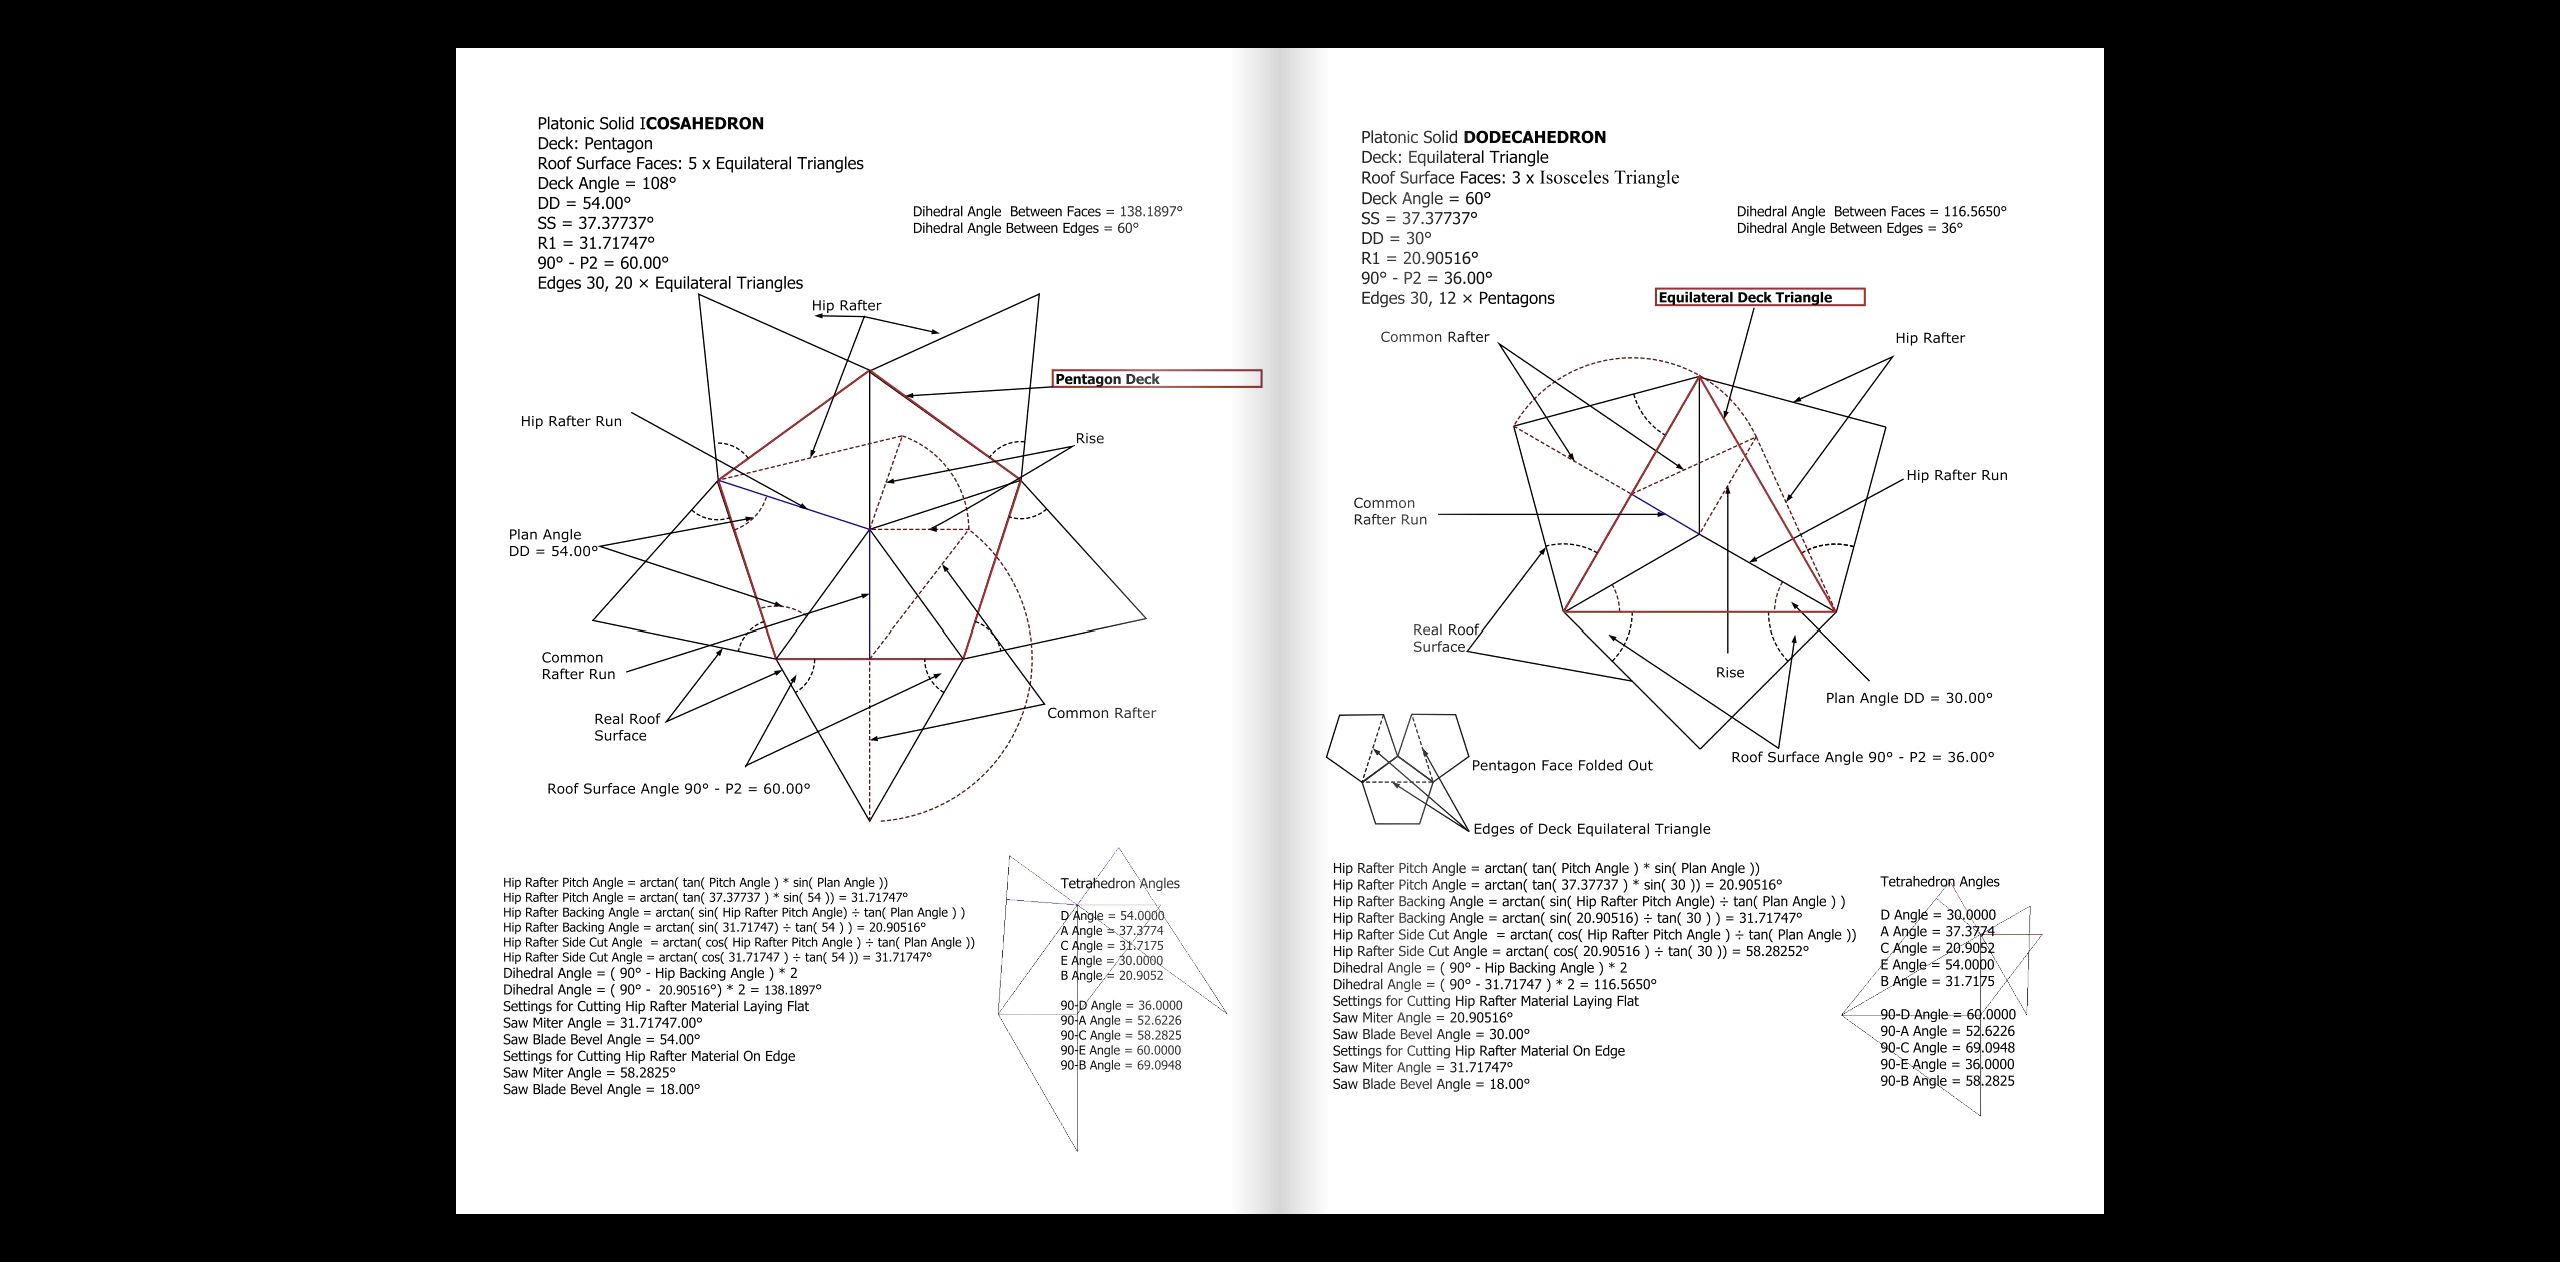 Platonic Solid ICOSAHEDRON
Deck: Pentagon
Roof Surface Faces: 5 x Equilateral Triangles
Deck Angle = 108°
DD = 54.00°
SS = 37.37737°
R1 = 31.71747°
90° - P2 = 60.00°
Edges 30, 20 × Equilateral Triangles
Dihedral Angle  Between Faces = 138.1897°
Dihedral Angle Between Edges = 60°
Hip Rafter
Pentagon Deck
Hip Rafter Run
Rise
Plan Angle
DD = 54.00°
Common
Rafter Run
Real Roof
Surface
Common Rafter
Roof Surface Angle 90° - P2 = 60.00°
Hip Rafter Pitch Angle = arctan( tan( Pitch Angle ) * sin( Plan Angle ))
Hip Rafter Pitch Angle = arctan( tan( 37.37737 ) * sin( 54 )) = 31.71747°
Hip Rafter Backing Angle = arctan( sin( Hip Rafter Pitch Angle) ÷ tan( Plan Angle ) )
Hip Rafter Backing Angle = arctan( sin( 31.71747) ÷ tan( 54 ) ) = 20.90516°
Hip Rafter Side Cut Angle  = arctan( cos( Hip Rafter Pitch Angle ) ÷ tan( Plan Angle ))
Hip Rafter Side Cut Angle = arctan( cos( 31.71747 ) ÷ tan( 54 )) = 31.71747°
Dihedral Angle = ( 90° - Hip Backing Angle ) * 2
Dihedral Angle = ( 90° -  20.90516°) * 2 = 138.1897°
Settings for Cutting Hip Rafter Material Laying Flat
Saw Miter Angle = 31.71747.00°
Saw Blade Bevel Angle = 54.00°
Settings for Cutting Hip Rafter Material On Edge
Saw Miter Angle = 58.2825°
Saw Blade Bevel Angle = 18.00°
Tetrahedron Angles
D Angle = 54.0000
A Angle = 37.3774
C Angle = 31.7175
E Angle = 30.0000
B Angle = 20.9052
90-D Angle = 36.0000
90-A Angle = 52.6226
90-C Angle = 58.2825
90-E Angle = 60.0000
90-B Angle = 69.0948
Platonic Solid DODECAHEDRON
Deck: Equilateral Triangle
Roof Surface Faces: 3 x Isosceles Triangle
Deck Angle = 60°
SS = 37.37737°
DD = 30°
R1 = 20.90516°
90° - P2 = 36.00°
Edges 30, 12 × Pentagons
Dihedral Angle  Between Faces = 116.5650°
Dihedral Angle Between Edges = 36°
Equilateral Deck Triangle
Common Rafter
Hip Rafter
Hip Rafter Run
Common
Rafter Run
Real Roof
Surface
Rise
Plan Angle DD = 30.00°
Roof Surface Angle 90° - P2 = 36.00°
Pentagon Face Folded Out
Edges of Deck Equilateral Triangle
Hip Rafter Pitch Angle = arctan( tan( Pitch Angle ) * sin( Plan Angle ))
Hip Rafter Pitch Angle = arctan( tan( 37.37737 ) * sin( 30 )) = 20.90516°
Hip Rafter Backing Angle = arctan( sin( Hip Rafter Pitch Angle) ÷ tan( Plan Angle ) )
Hip Rafter Backing Angle = arctan( sin( 20.90516) ÷ tan( 30 ) ) = 31.71747°
Hip Rafter Side Cut Angle  = arctan( cos( Hip Rafter Pitch Angle ) ÷ tan( Plan Angle ))
Hip Rafter Side Cut Angle = arctan( cos( 20.90516 ) ÷ tan( 30 )) = 58.28252°
Dihedral Angle = ( 90° - Hip Backing Angle ) * 2
Dihedral Angle = ( 90° - 31.71747 ) * 2 = 116.5650°
Settings for Cutting Hip Rafter Material Laying Flat
Saw Miter Angle = 20.90516°
Saw Blade Bevel Angle = 30.00°
Settings for Cutting Hip Rafter Material On Edge
Saw Miter Angle = 31.71747°
Saw Blade Bevel Angle = 18.00°
Tetrahedron Angles
D Angle = 30.0000
A Angle = 37.3774
C Angle = 20.9052
E Angle = 54.0000
B Angle = 31.7175
90-D Angle = 60.0000
90-A Angle = 52.6226
90-C Angle = 69.0948
90-E Angle = 36.0000
90-B Angle = 58.2825